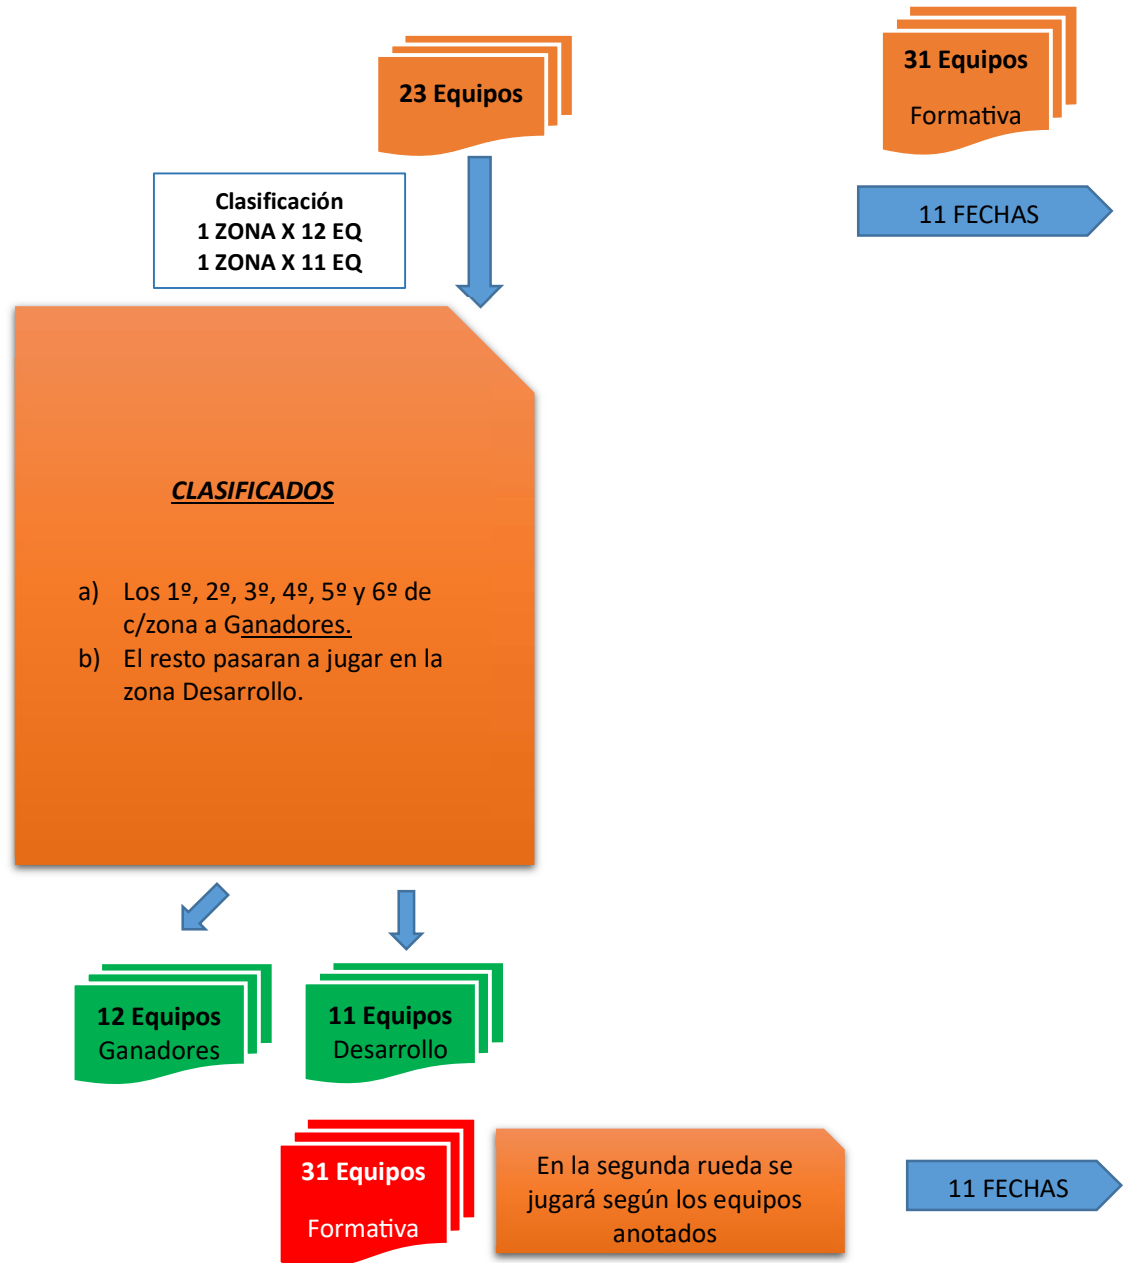 23 Equipos
31 Equipos
Formativa
Clasificación
1 ZONA X 12 EQ
1 ZONA X 11 EQ
11 FECHAS
CLASIFICADOS
a) Los 1º, 2º, 3º, 4º, 5º y 6º de
c/zona a Ganadores.
b) El resto pasaran a jugar en la
zona Desarrollo.
12 Equipos
Ganadores
11 Equipos
Desarrollo
31 Equipos
Formativa
En la segunda rueda se
jugará según los equipos
anotados
11 FECHAS